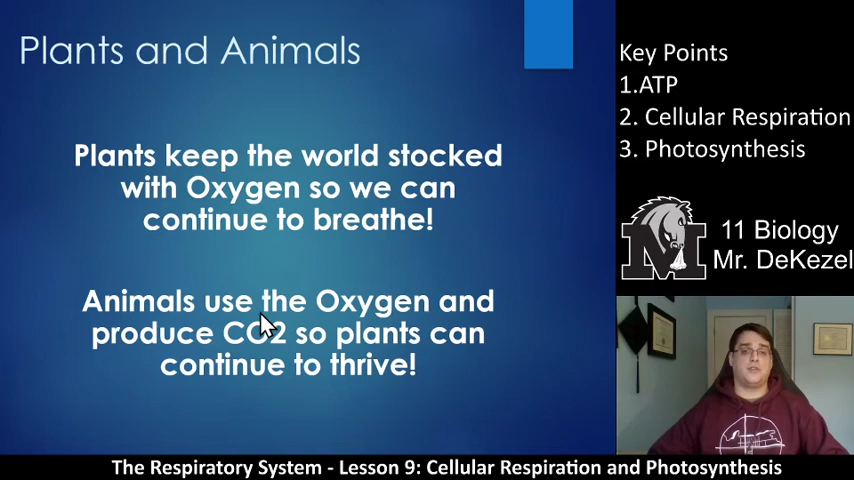 Plants and Animals
Plants keep the world stocked
with Oxygen so we can
continue to breathe!
Animals use the Oxygen and
produce CO2 so plants can
continue to thrive!
Key Points
1.ATP
2. Cellular Respiration
3. Photosynthesis
M
11 Biology
Mr. DeKezel
The Respiratory System - Lesson 9: Cellular Respiration and Photosynthesis